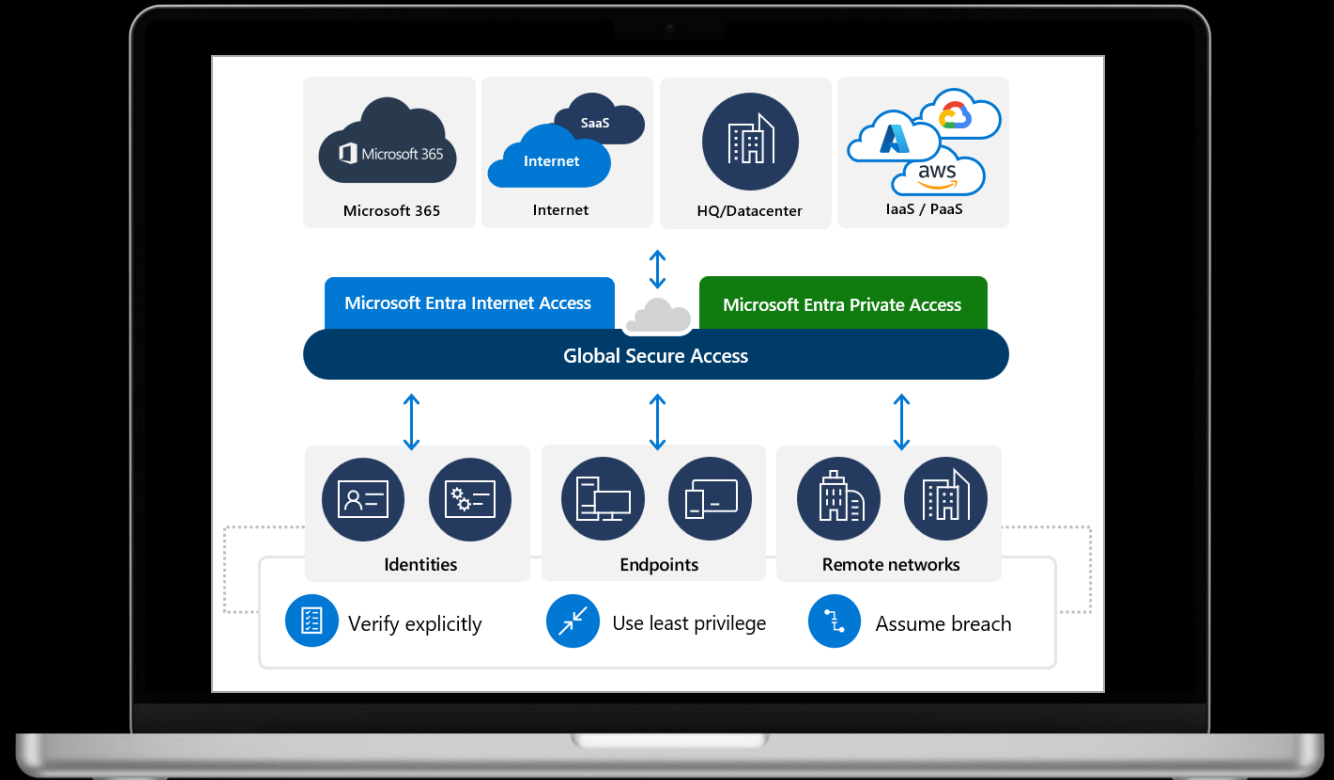 Microsoft 365
Microsoft 365
SaaS
Internet
Internet
HQ/Datacenter
aws
IaaS / PaaS
Microsoft Entra Internet Access
Microsoft Entra Private Access
Global Secure Access
Identities
Endpoints
Remote networks
Verify explicitly
Use least privilege
Assume breach